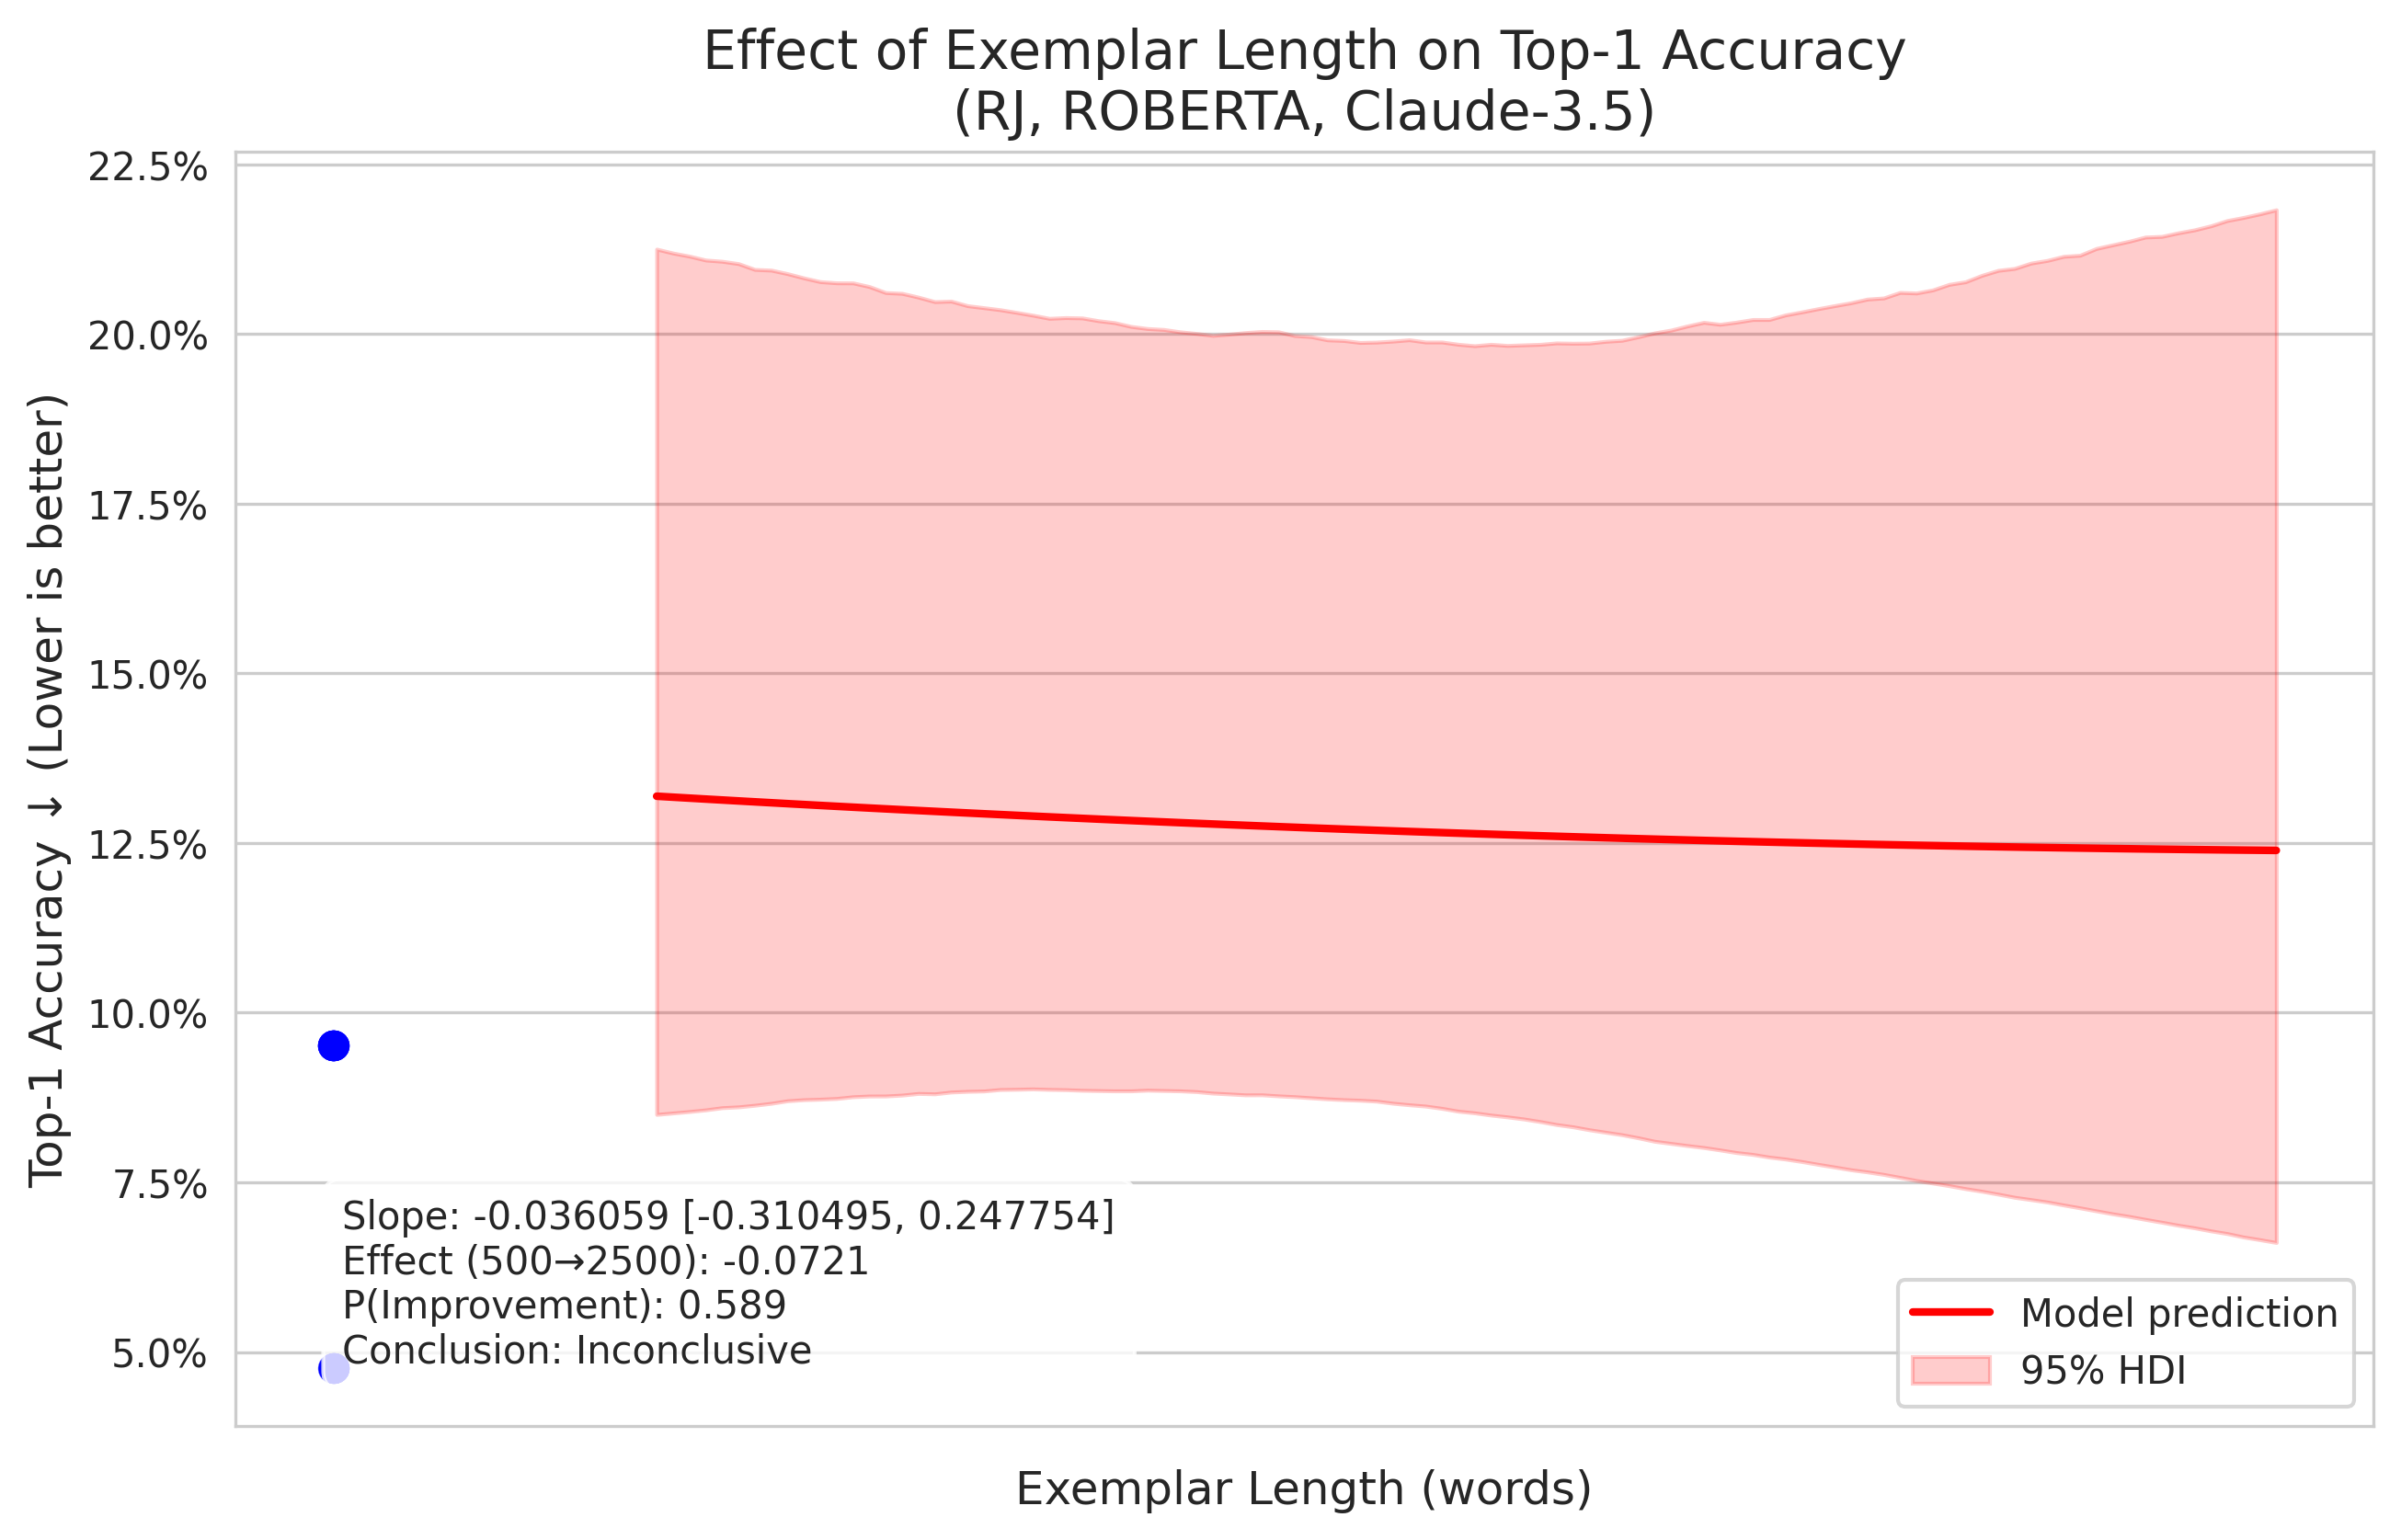 Effect of Exemplar Length on Top-1 Accuracy
(RJ, ROBERTA, Claude-3.5)
Top-1 Accuracy ↓ (Lower is better)
22.5%
20.0%
17.5%
15.0%
12.5%
10.0%
7.5%
5.0%
Slope: -0.036059 [-0.310495, 0.247754]
Effect (500→2500): -0.0721
P(Improvement): 0.589
Conclusion: Inconclusive
Model prediction
95% HDI
Exemplar Length (words)